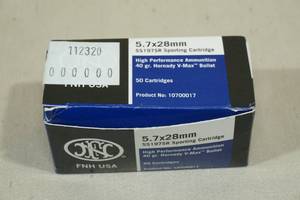 112320
000000
FNH USA
5.7x28mm
SS197SR Sporting Cartridge
High Performance Ammunition
40 gr. Hornady V-Max™ Bullet
50 Cartridges
Product No: 10700017
FN
FNH USA
5.7x28mm
SS197SR Sporting Cartridge
High Performance Ammunition
40 gr. Hornady V-Max™ Bullet
50 Cartridges